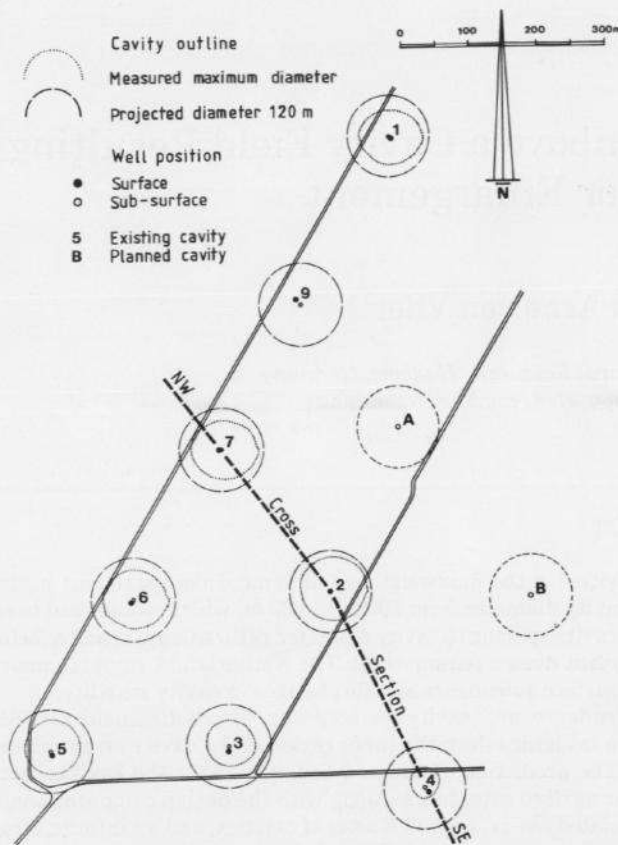 Cavity outline
Measured maximum diameter
Projected diameter 120 m
Well position
Surface
Sub-surface
5 Existing cavity
B Planned cavity
0 100 200 300m
N
1
9
NW
A
7
Cross
6
2
B
Section
5
3
4
SE